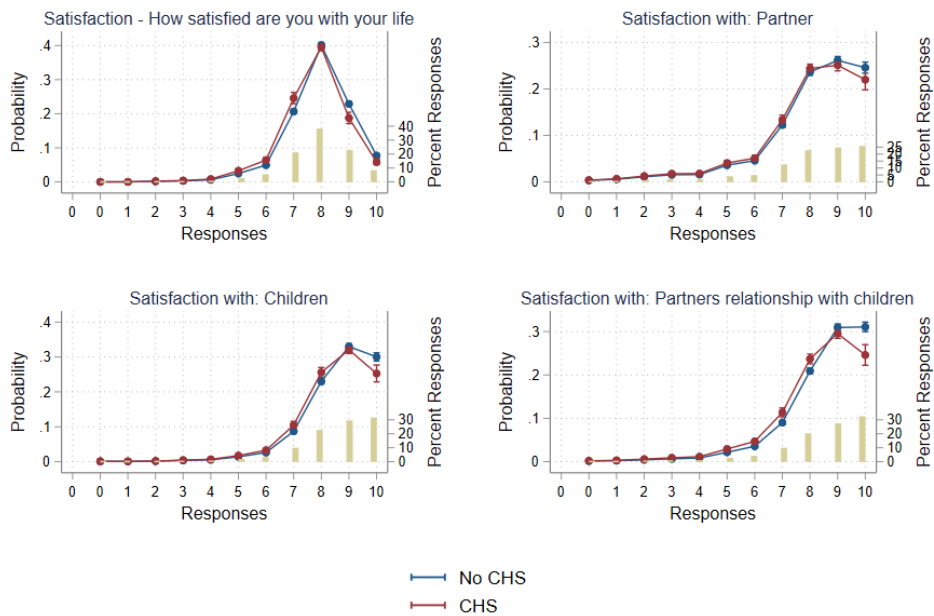 Satisfaction - How satisfied are you with your life
Probability
.4
.3
.2
.1
0
Percent Responses
40
30
20
10
0
0 0 1 2 3 4 5 6 7 8 9 10
Responses
Satisfaction with: Partner
Probability
.3
.2
.1
0
Percent Responses
25
20
15
10
5
0
0 0 1 2 3 4 5 6 7 8 9 10
Responses
Satisfaction with: Children
Probability
.4
.3
.2
.1
0
Percent Responses
30
20
10
0
0 0 1 2 3 4 5 6 7 8 9 10
Responses
Satisfaction with: Partners relationship with children
Probability
.3
.2
.1
0
Percent Responses
30
20
10
0
0 0 1 2 3 4 5 6 7 8 9 10
Responses
No CHS
CHS